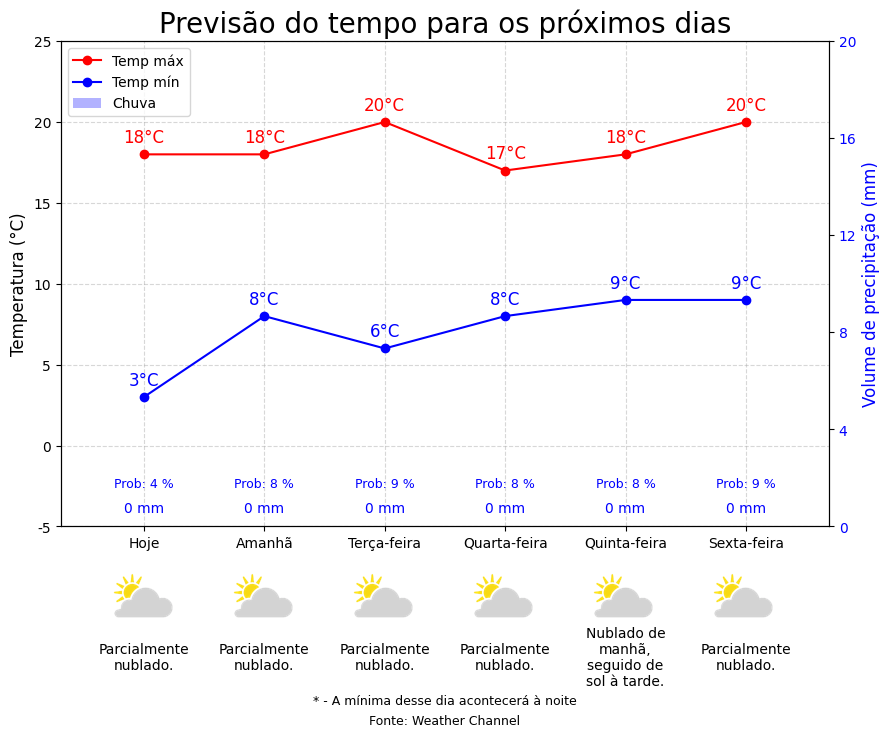 Previsão do tempo para os próximos dias
25
20
15
10
5
0
-5
Temperatura (°C)
20
16
12
8
4
0
Volume de precipitação (mm)
Temp máx
Temp mín
Chuva
18°C 18°C 20°C 17°C 18°C 20°C
3°C 8°C 6°C 8°C 9°C 9°C
Prob: 4 % Prob: 8 % Prob: 9 % Prob: 8 % Prob: 8 % Prob: 9 %
0 mm 0 mm 0 mm 0 mm 0 mm 0 mm
Hoje Amanhã Terça-feira Quarta-feira Quinta-feira Sexta-feira
Parcialmente
nublado.
Parcialmente
nublado.
Parcialmente
nublado.
Parcialmente
nublado.
Nublado de
manhã,
seguido de
sol à tarde.
Parcialmente
nublado.
* - A mínima desse dia acontecerá à noite
Fonte: Weather Channel